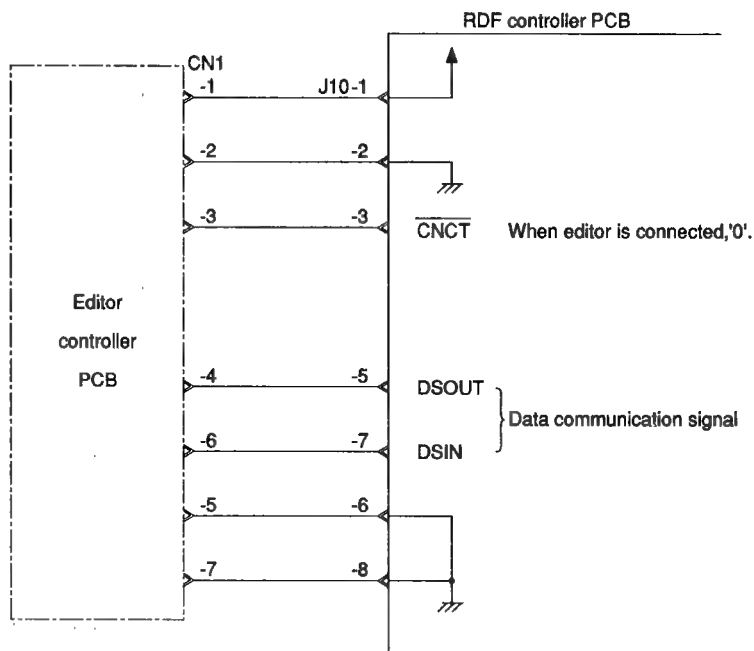 RDF controller PCB
CN1
-1 J10-1
-2 -2
-3 -3 CNCT When editor is connected,'0'.
Editor
controller
PCB
-4 -5 DSOUT
Data communication signal
-6 -7 DSIN
-5 -6
-7 -8